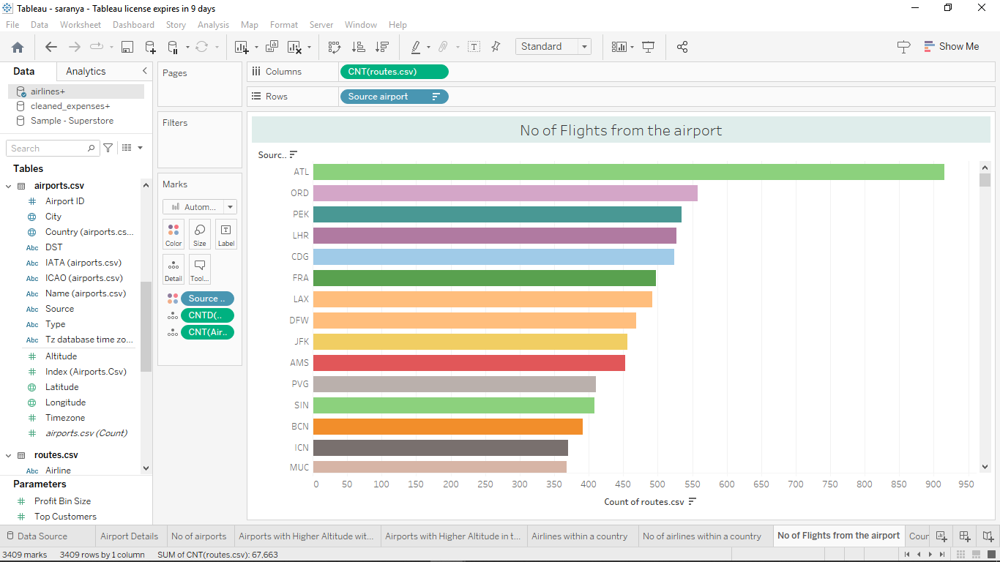 Tableau - saranya - Tableau license expires in 9 days
File Data Worksheet Dashboard Story Analysis Map Format Server Window Help
Standard
Show Me
Data Analytics
airlines+
cleaned_expenses+
Sample - Superstore
Search
Tables
airports.csv
# Airport ID
City
Country (airports.cs...
Abc DST
Abc IATA (airports.csv)
Abc ICAO (airports.csv)
Abc Name (airports.csv)
Abc Source
Abc Type
Abc Tz database time zo...
# Altitude
# Index (Airports.Csv)
Latitude
Longitude
# Timezone
# airports.csv (Count)
routes.csv
Abc Airline
Parameters
# Profit Bin Size
# Top Customers
Pages
Filters
Marks
Autom...
Color Size Label
Detail Tool...
Source ..
CNTD(..
CNT(Air..
Columns CNT(routes.csv)
Rows Source airport
No of Flights from the airport
Sourc..
ATL
ORD
PEK
LHR
CDG
FRA
LAX
DFW
JFK
AMS
PVG
SIN
BCN
ICN
MUC
0 50 100 150 200 250 300 350 400 450 500 550 600 650 700 750 800 850 900 950
Count of routes.csv
Data Source Airport Details No of airports Airports with Higher Altitude wit... Airports with Higher Altitude in t... Airlines within a country No of airlines within a country No of Flights from the airport Coun
3409 marks 3409 rows by 1 column SUM of CNT(routes.csv): 67,663